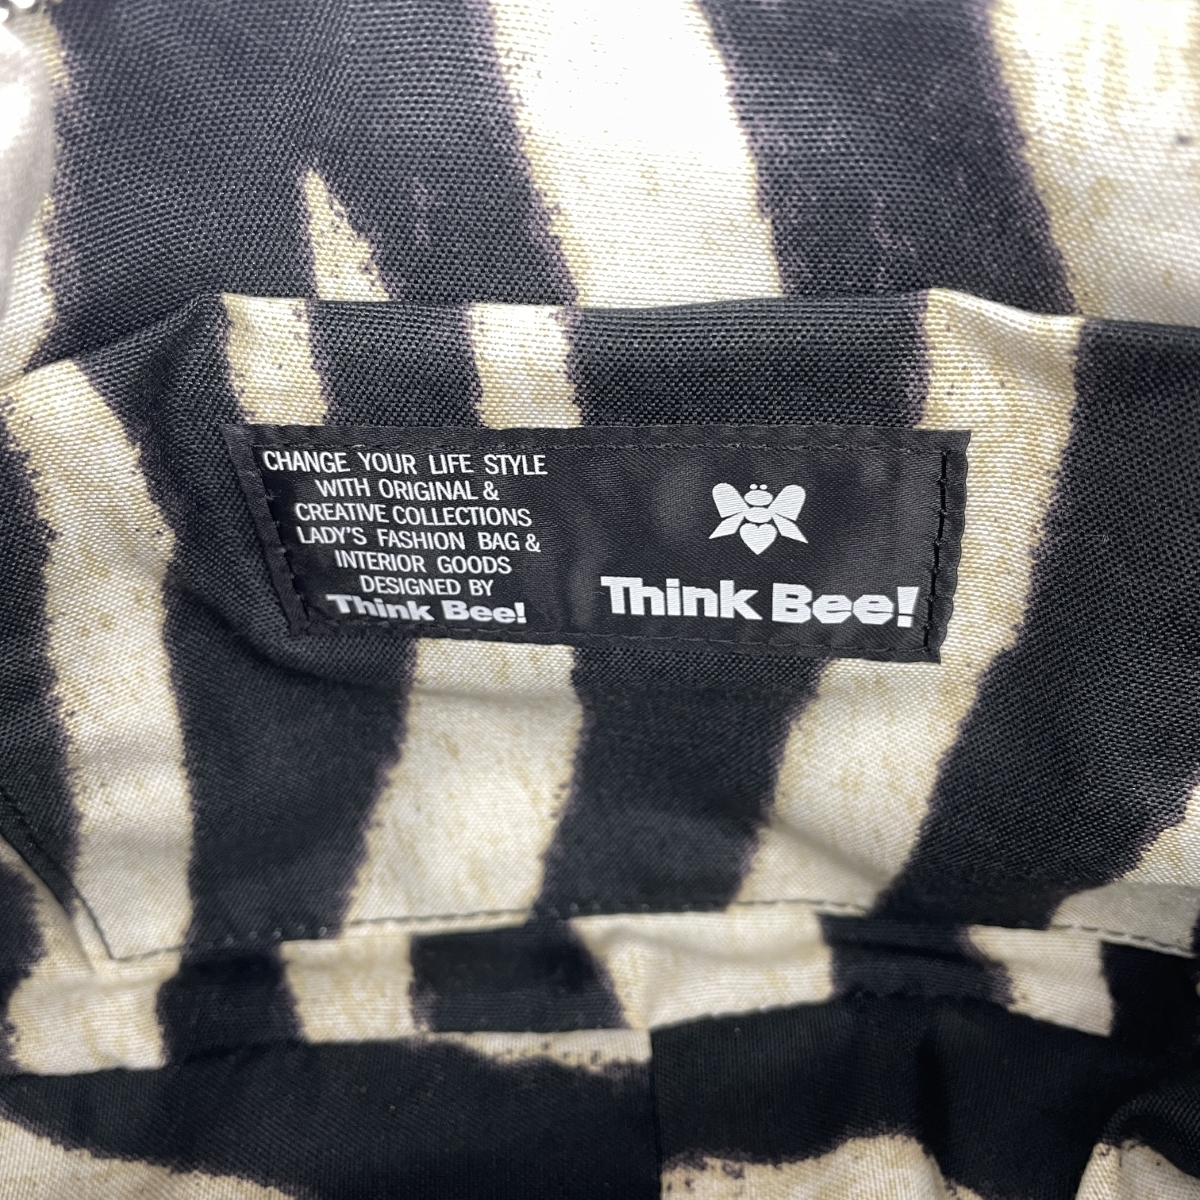 CHANGE YOUR LIFE STYLE
WITH ORIGINAL &
CREATIVE COLLECTIONS
LADY'S FASHION BAG &
INTERIOR GOODS
DESIGNED BY
Think Bee!
Think Bee!